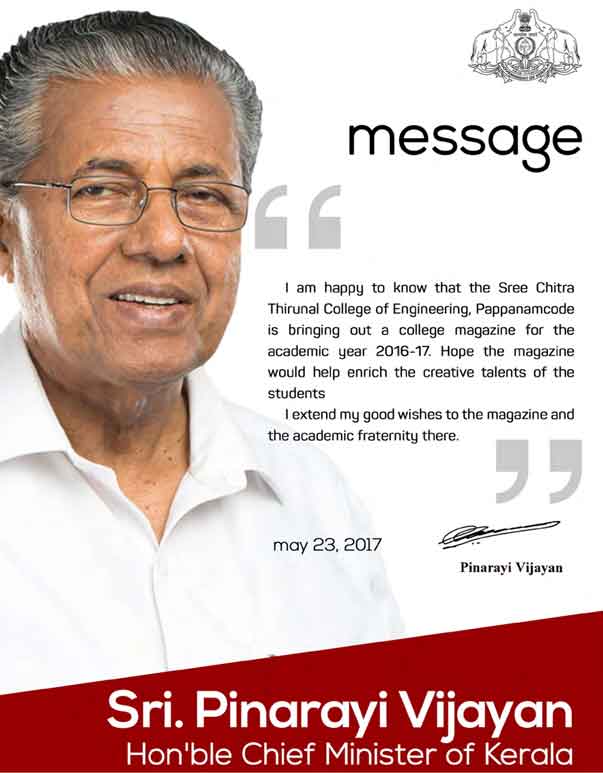 message
I am happy to know that the Sree Chitra
Thirunal College of Engineering, Pappanamcode
is bringing out a college magazine for the
academic year 2016-17. Hope the magazine
would help enrich the creative talents of the
students
I extend my good wishes to the magazine and
the academic fraternity there.
may 23, 2017
Pinarayi Vijayan
Sri. Pinarayi Vijayan
Hon'ble Chief Minister of Kerala